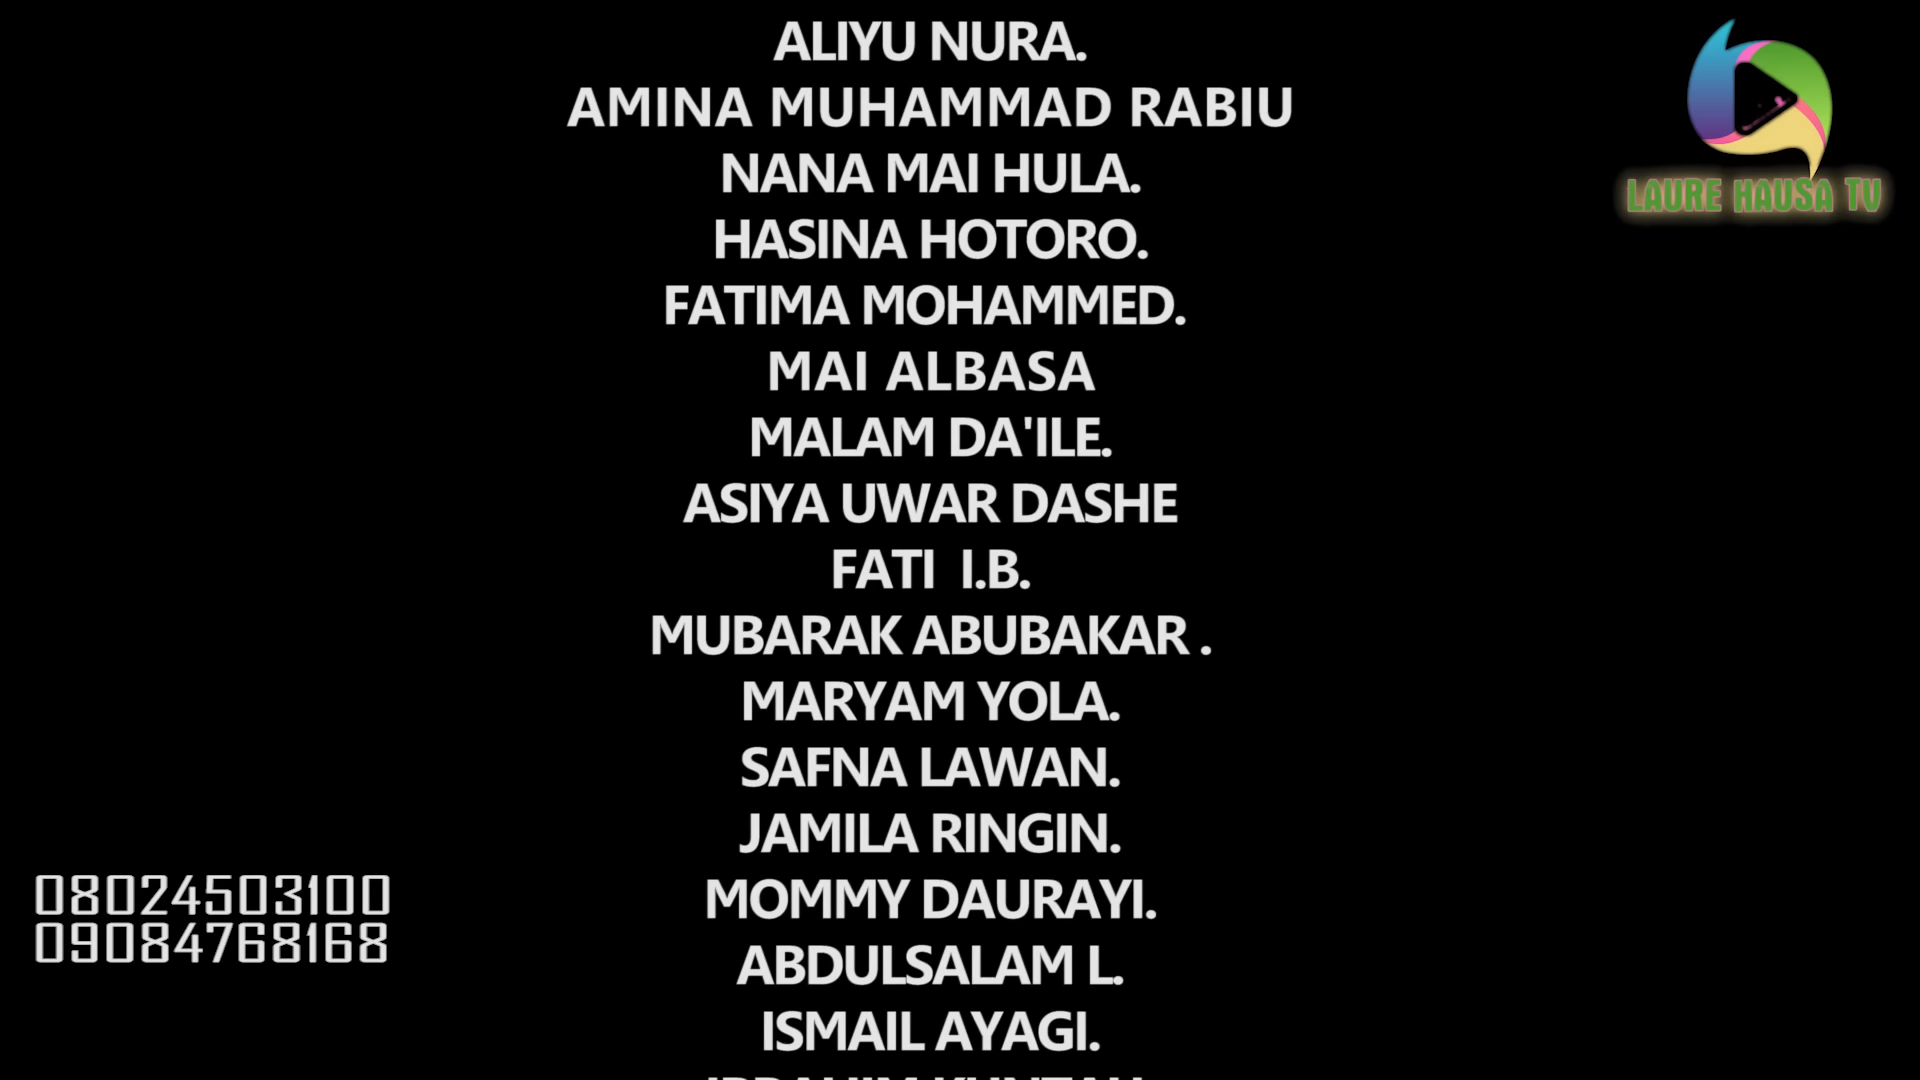 ALIYU NURA.
AMINA MUHAMMAD RABIU
NANA MAI HULA.
HASINA HOTORO.
FATIMA MOHAMMED.
MAI ALBASA
MALAM DA'ILE.
ASIYA UWAR DASHE
FATI  I.B.
MUBARAK ABUBAKAR .
MARYAM YOLA.
SAFNA LAWAN.
JAMILA RINGIN.
MOMMY DAURAYI.
ABDULSALAM L.
ISMAIL AYAGI.
LAURE HAUSA TV
08024503100
09084768168